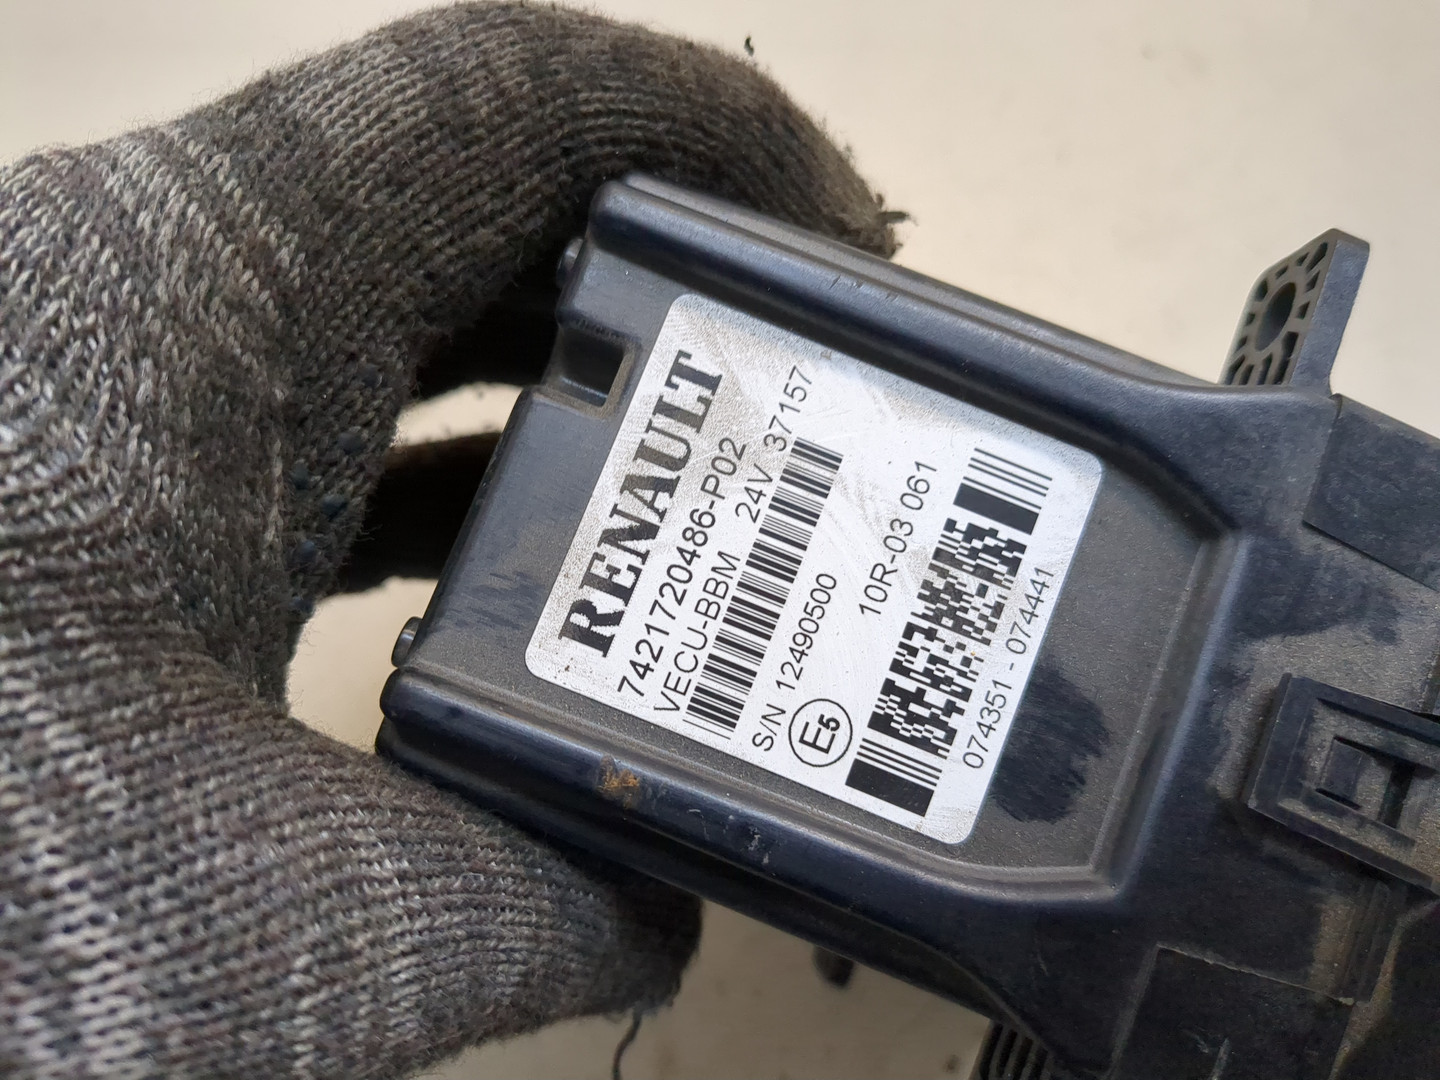 RENAULT
7421720486-P02
VECU-BBM 24V 37157
S/N 12490500
E5
10R-03 061
074351 - 074441